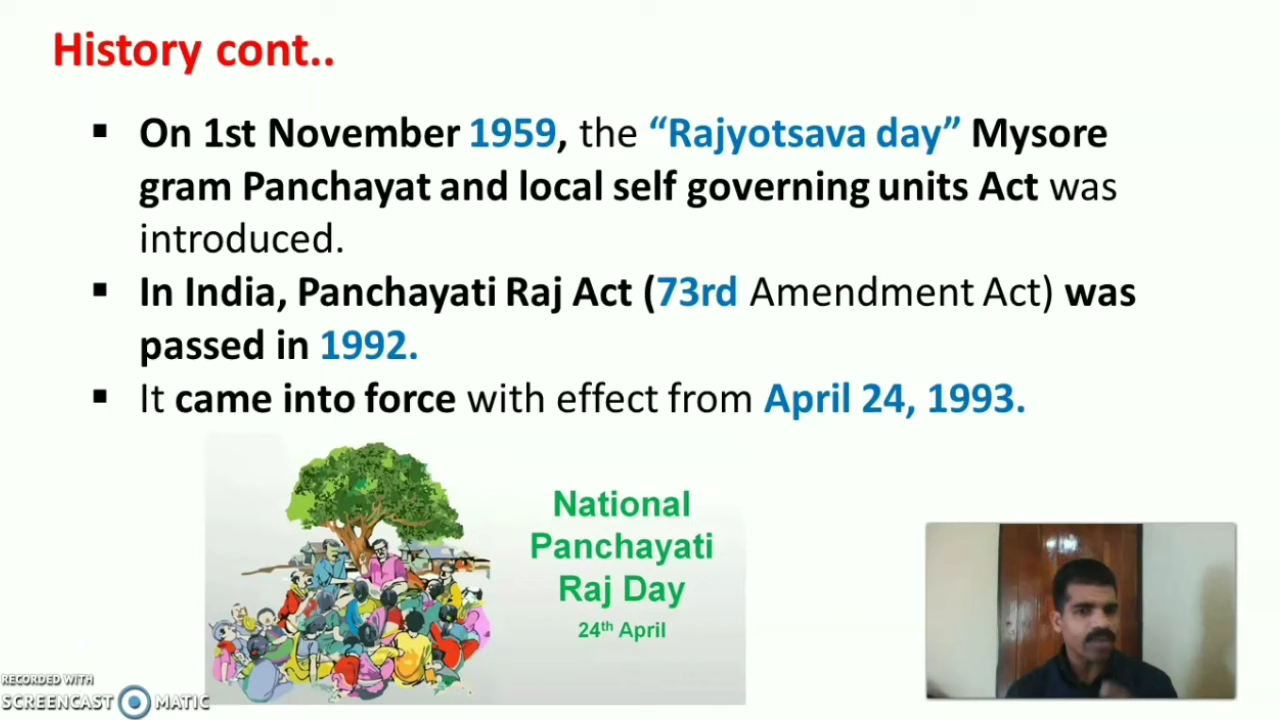 History cont..
▪ On 1st November 1959, the “Rajyotsava day” Mysore
gram Panchayat and local self governing units Act was
introduced.
▪ In India, Panchayati Raj Act (73rd Amendment Act) was
passed in 1992.
▪ It came into force with effect from April 24, 1993.
National
Panchayati
Raj Day
24th April
RECORDED WITH
SCREENCAST MATIC